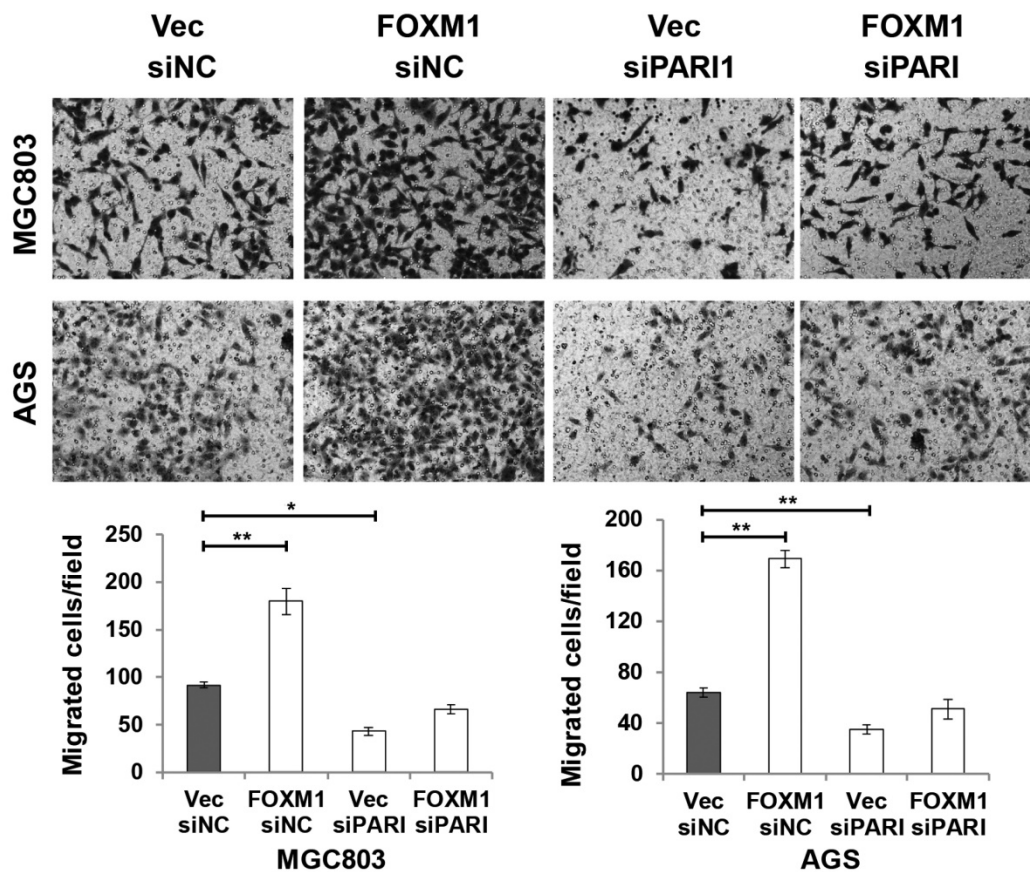 Vec FOXM1 Vec FOXM1
siNC siNC siPARI1 siPARI
MGC803
AGS
Migrated cells/field
250
200
150
100
50
0
*
**
Vec FOXM1 Vec FOXM1
siNC siNC siPARI siPARI
MGC803
Migrated cells/field
200
160
120
80
40
0
**
**
Vec FOXM1 Vec FOXM1
siNC siNC siPARI siPARI
AGS